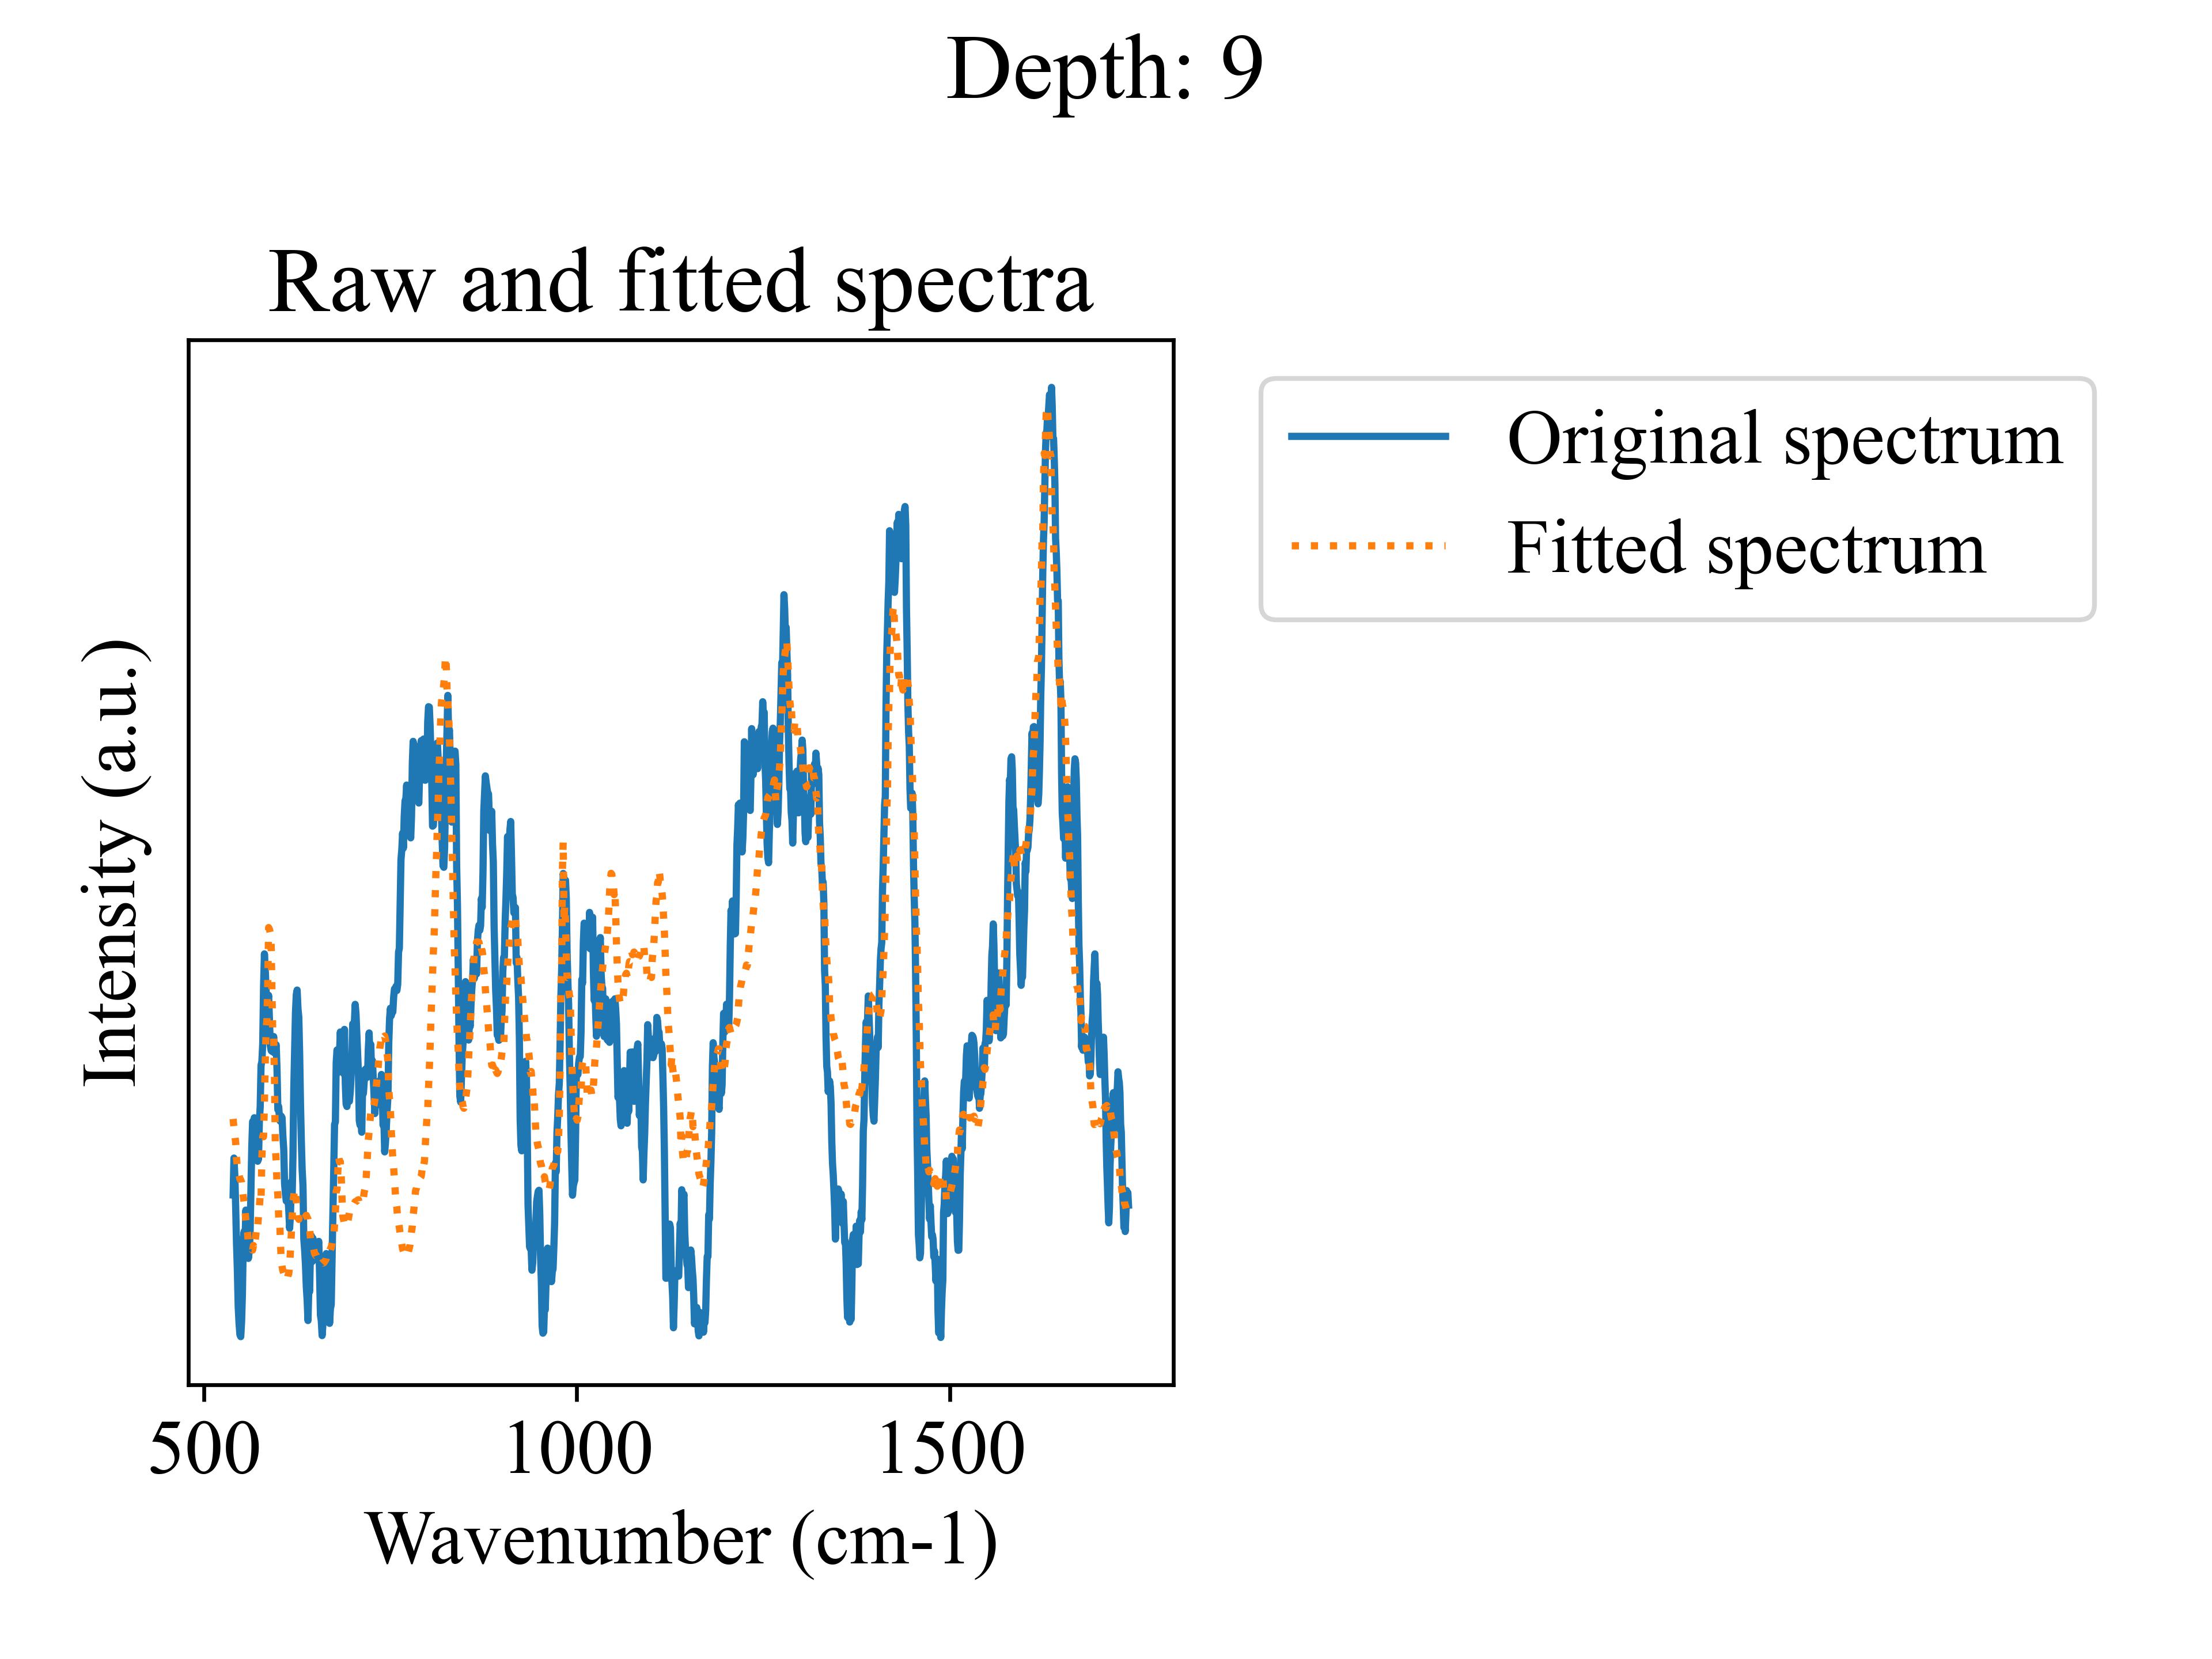 Depth: 9
Raw and fitted spectra
Original spectrum
Fitted spectrum
Intensity (a.u.)
500 1000 1500
Wavenumber (cm-1)